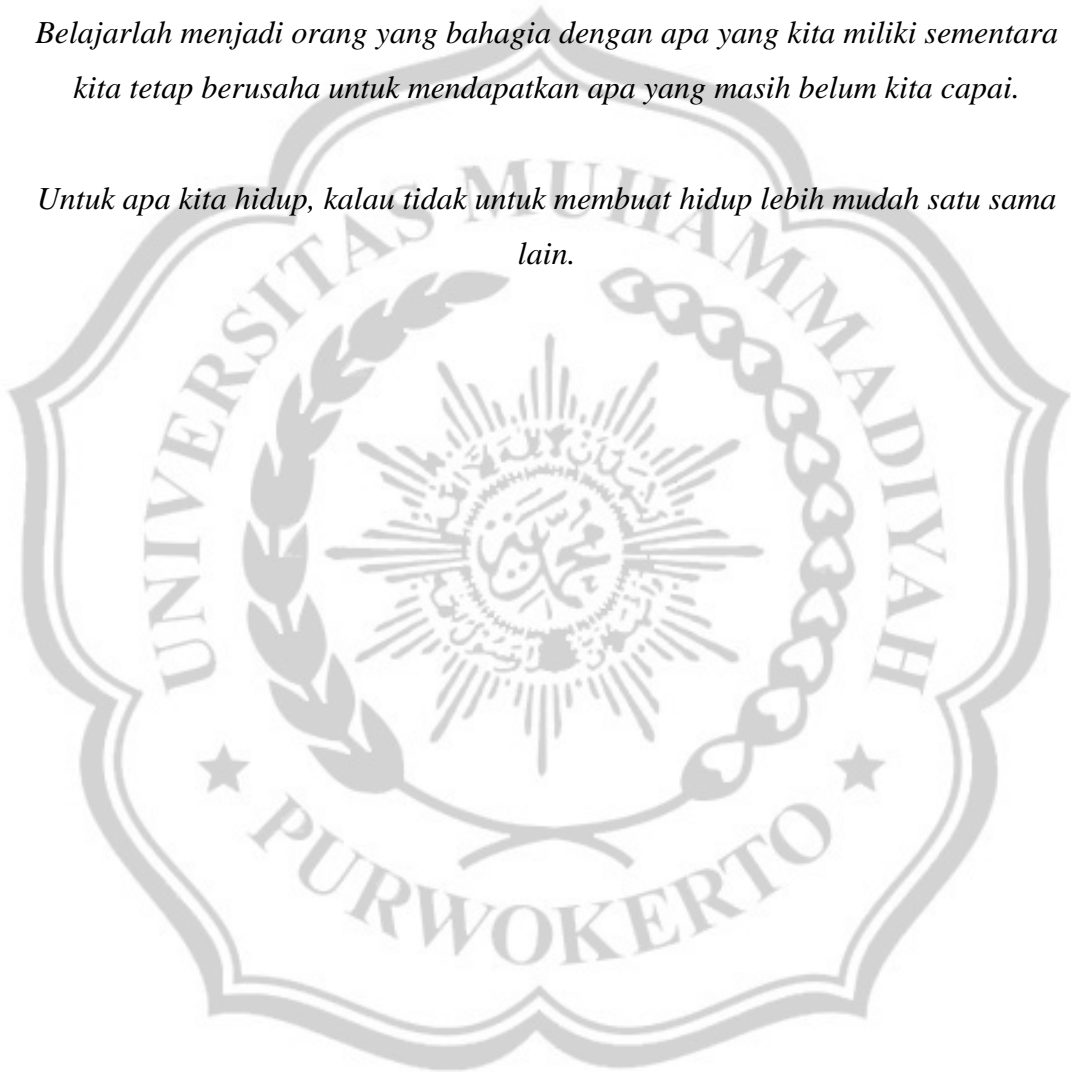 Belajarlah menjadi orang yang bahagia dengan apa yang kita miliki sementara
kita tetap berusaha untuk mendapatkan apa yang masih belum kita capai.
Untuk apa kita hidup, kalau tidak untuk membuat hidup lebih mudah satu sama
lain.
UNIVERSITAS MUHAMMADIYAH
PURWOKERTO